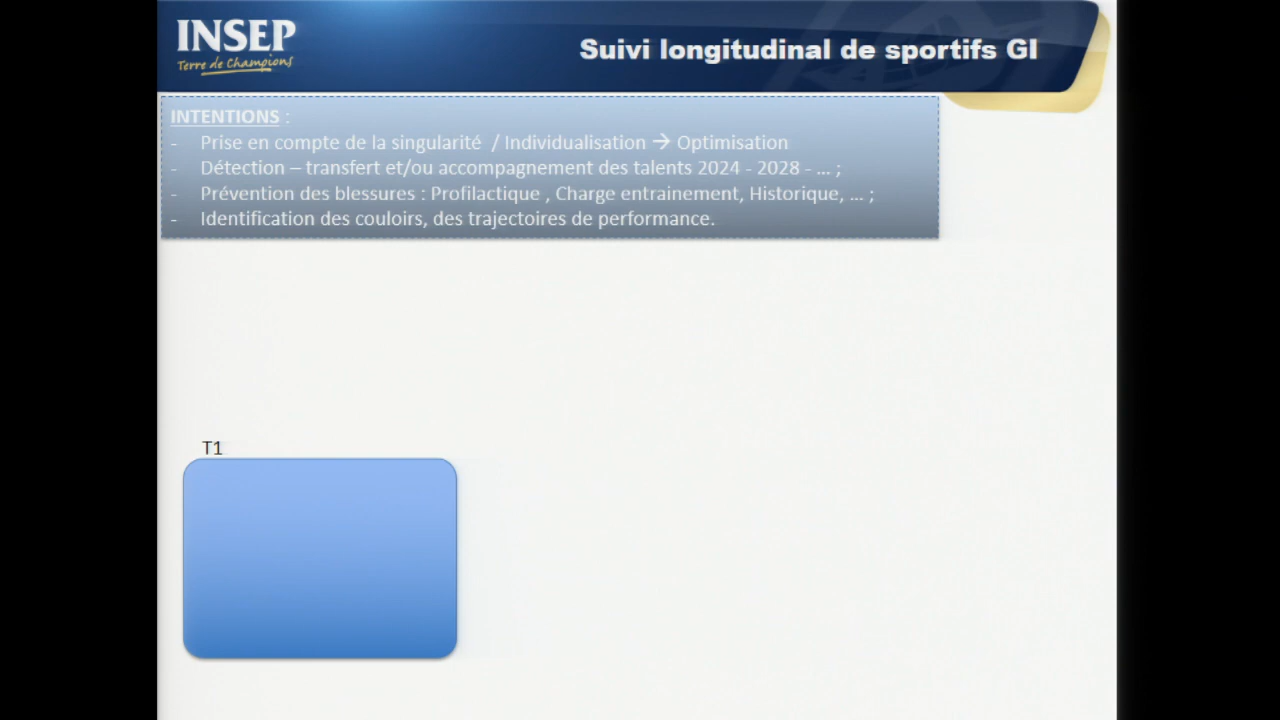 INSEP
Terre de Champions
Suivi longitudinal de sportifs GI
INTENTIONS :
- Prise en compte de la singularité / Individualisation → Optimisation
- Détection – transfert et/ou accompagnement des talents 2024 - 2028 - ... ;
- Prévention des blessures : Profilactique , Charge entrainement, Historique, ... ;
- Identification des couloirs, des trajectoires de performance.
T1